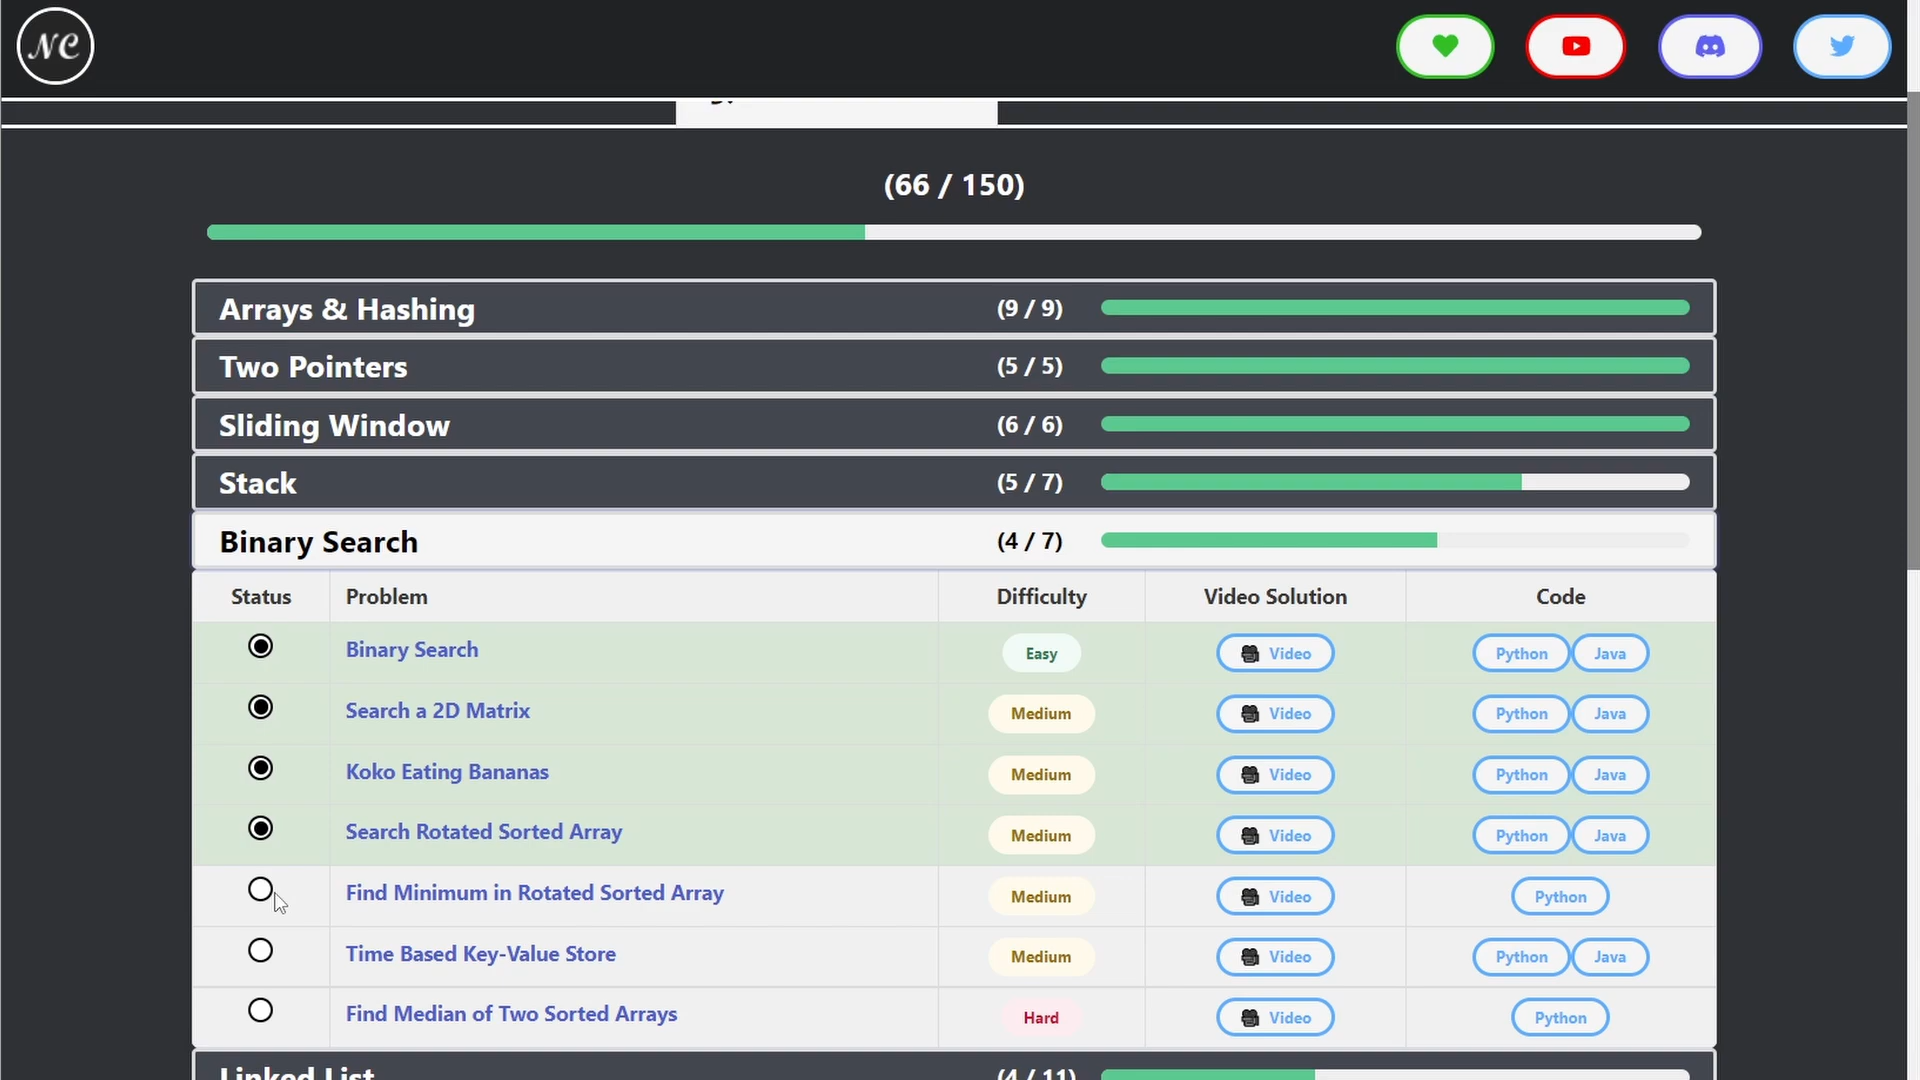 NC
(66 / 150)
Arrays & Hashing (9 / 9)
Two Pointers (5 / 5)
Sliding Window (6 / 6)
Stack (5 / 7)
Binary Search (4 / 7)
Status Problem Difficulty Video Solution Code
Binary Search Easy Video Python Java
Search a 2D Matrix Medium Video Python Java
Koko Eating Bananas Medium Video Python Java
Search Rotated Sorted Array Medium Video Python Java
Find Minimum in Rotated Sorted Array Medium Video Python
Time Based Key-Value Store Medium Video Python Java
Find Median of Two Sorted Arrays Hard Video Python
Linked List (4 / 11)